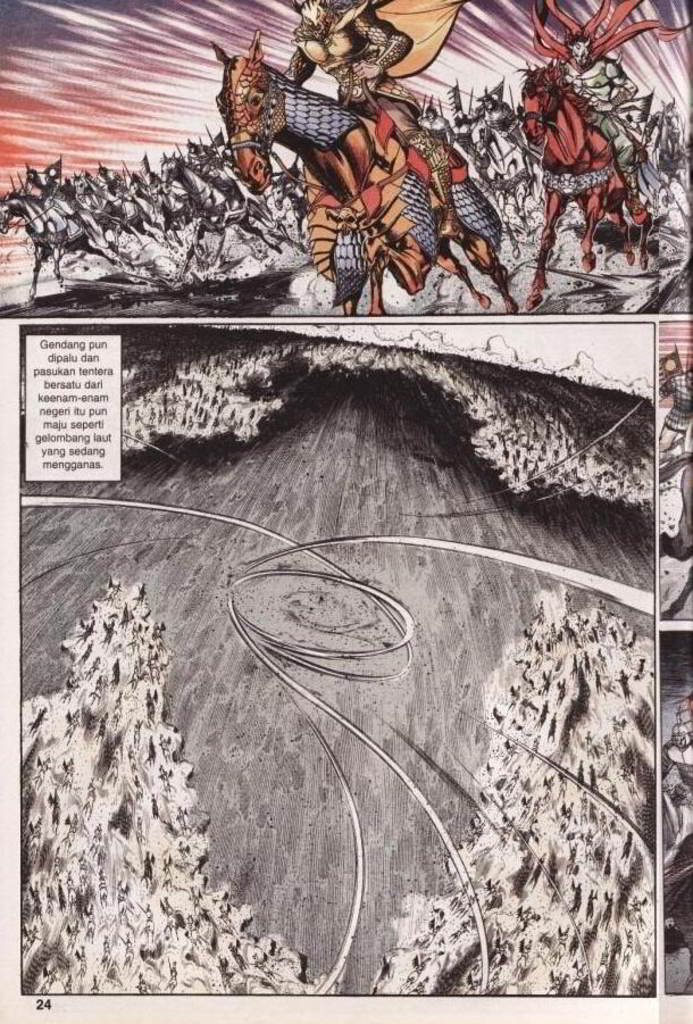 Gendang pun
dipalu dan
pasukan tentera
bersatu dari
keenam-enam
negeri itu pun
maju seperti
gelombang laut
yang sedang
mengganas.
24